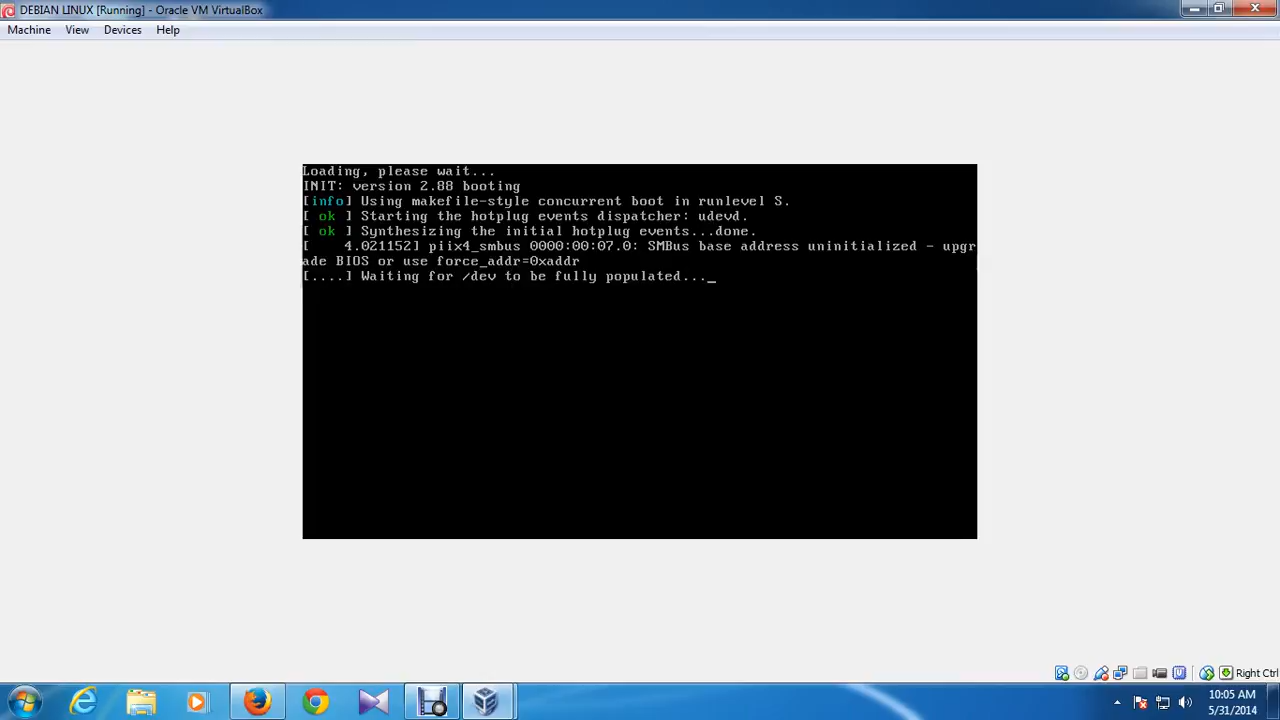 DEBIAN LINUX [Running] - Oracle VM VirtualBox
Machine View Devices Help
Loading, please wait...
INIT: version 2.88 booting
[info] Using makefile-style concurrent boot in runlevel S.
[ ok ] Starting the hotplug events dispatcher: udevd.
[ ok ] Synthesizing the initial hotplug events...done.
[    4.021152] piix4_smbus 0000:00:07.0: SMBus base address uninitialized - upgr
ade BIOS or use force_addr=0xaddr
[....] Waiting for /dev to be fully populated..._
Right Ctrl
10:05 AM
5/31/2014